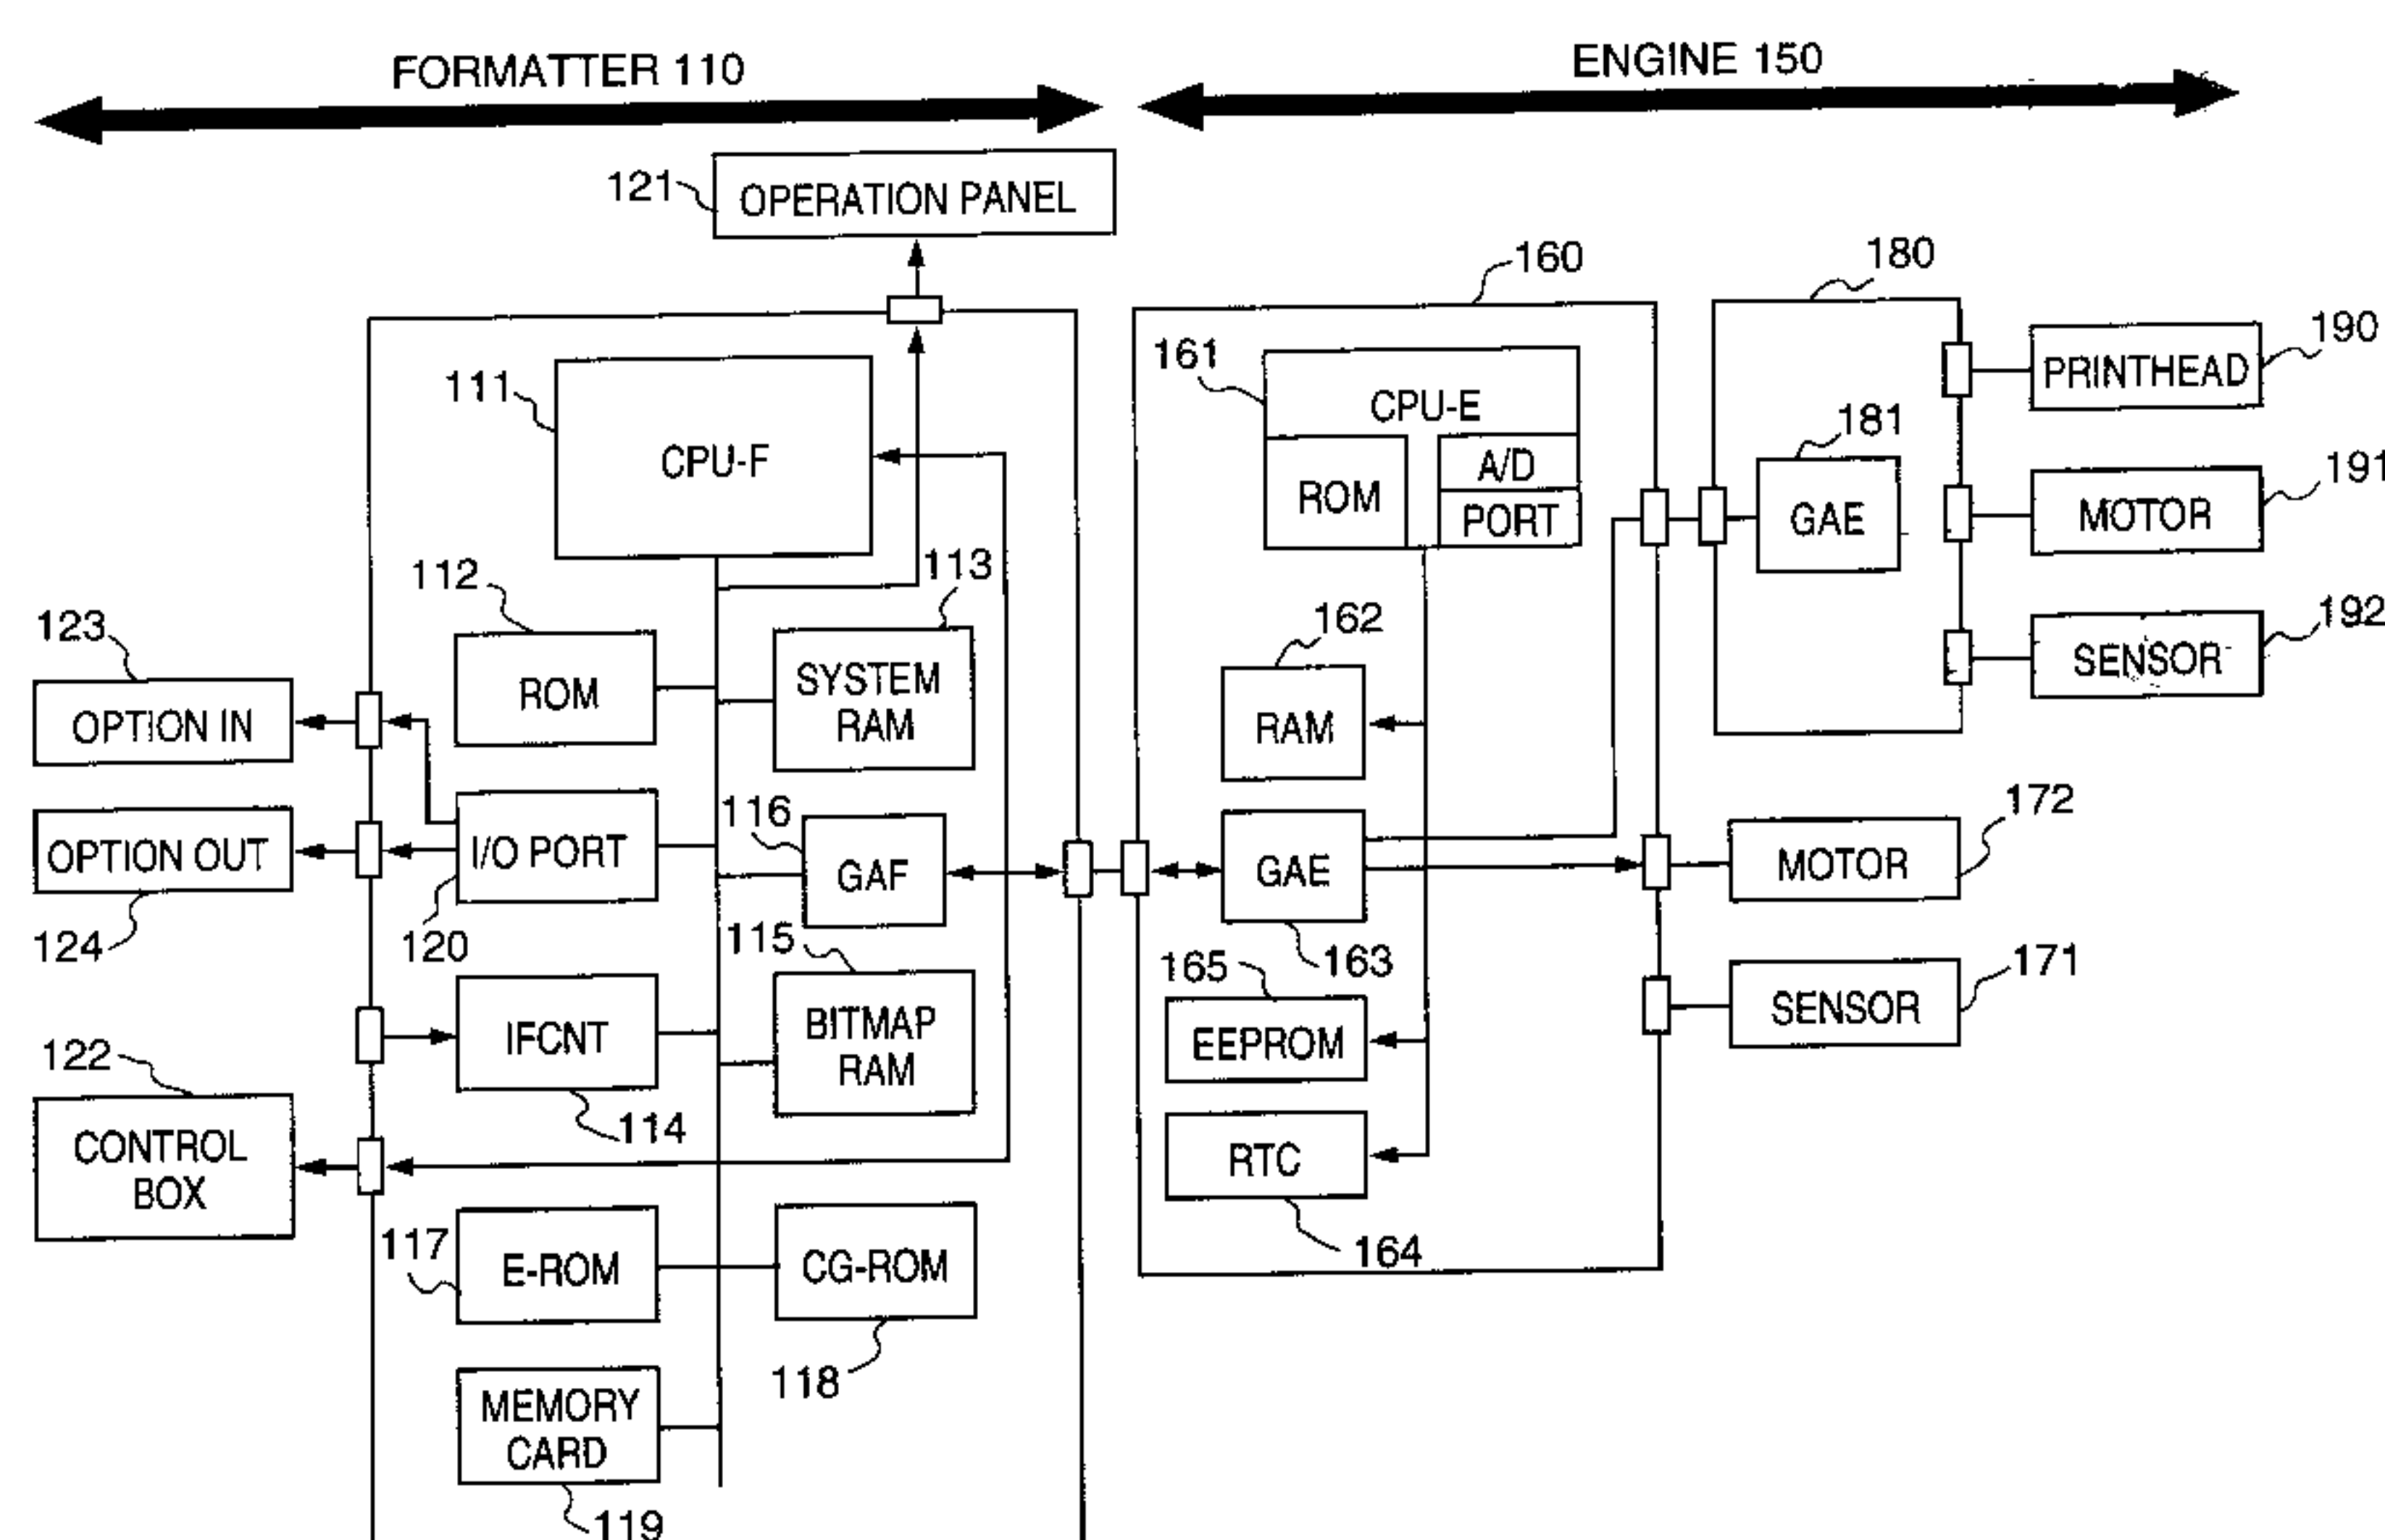 FORMATTER 110
ENGINE 150
121
OPERATION PANEL
160
180
111
CPU-F
161
CPU-E
ROM
A/D
PORT
181
GAE
PRINTHEAD
190
MOTOR
191
SENSOR
192
112
ROM
113
SYSTEM
RAM
123
OPTION IN
OPTION OUT
124
I/O PORT
120
116
GAF
162
RAM
GAE
163
MOTOR
172
SENSOR
171
115
BITMAP
RAM
IFCNT
114
165
EEPROM
RTC
164
122
CONTROL
BOX
117
E-ROM
CG-ROM
118
MEMORY
CARD
119